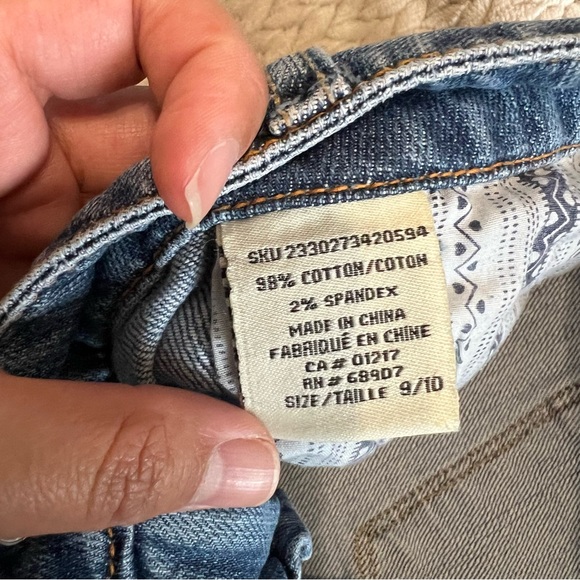 SKU 2330273420594
98% COTTON/COTON
2% SPANDEX
MADE IN CHINA
FABRIQUÉ EN CHINE
CA # 01217
RN # 68907
SIZE/TAILLE 9/10